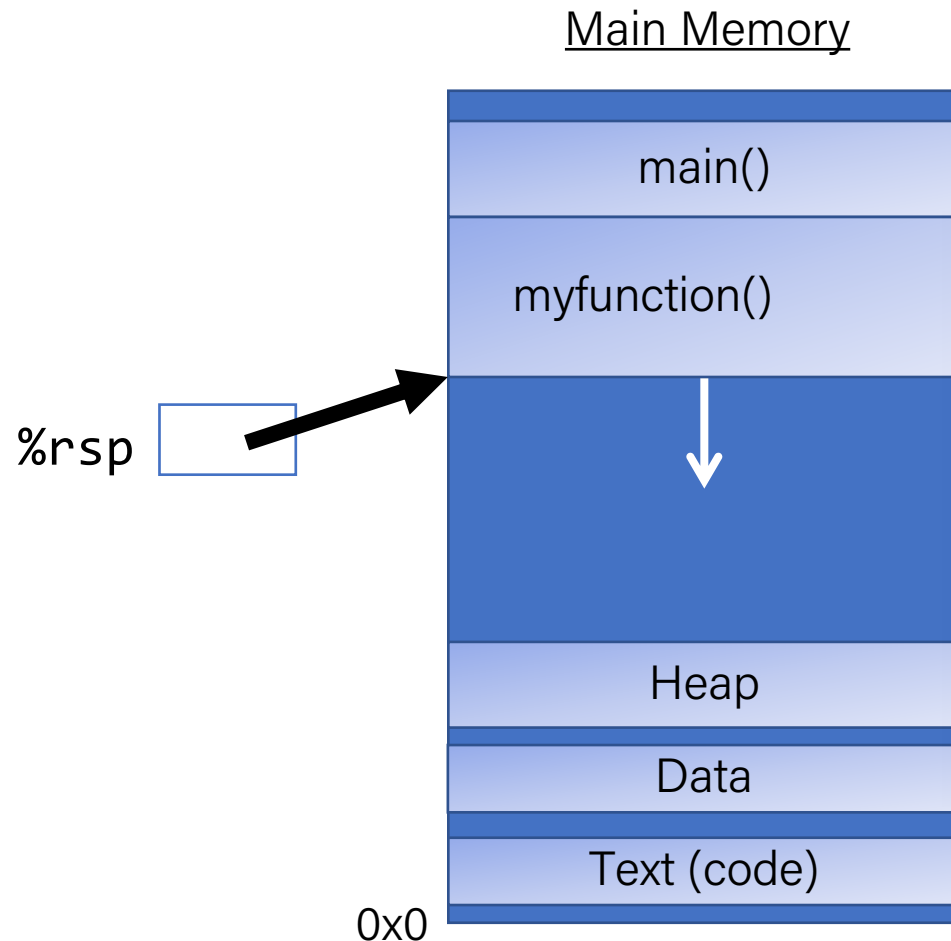 Main Memory
main()
myfunction()
%rsp
Heap
Data
Text (code)
0x0